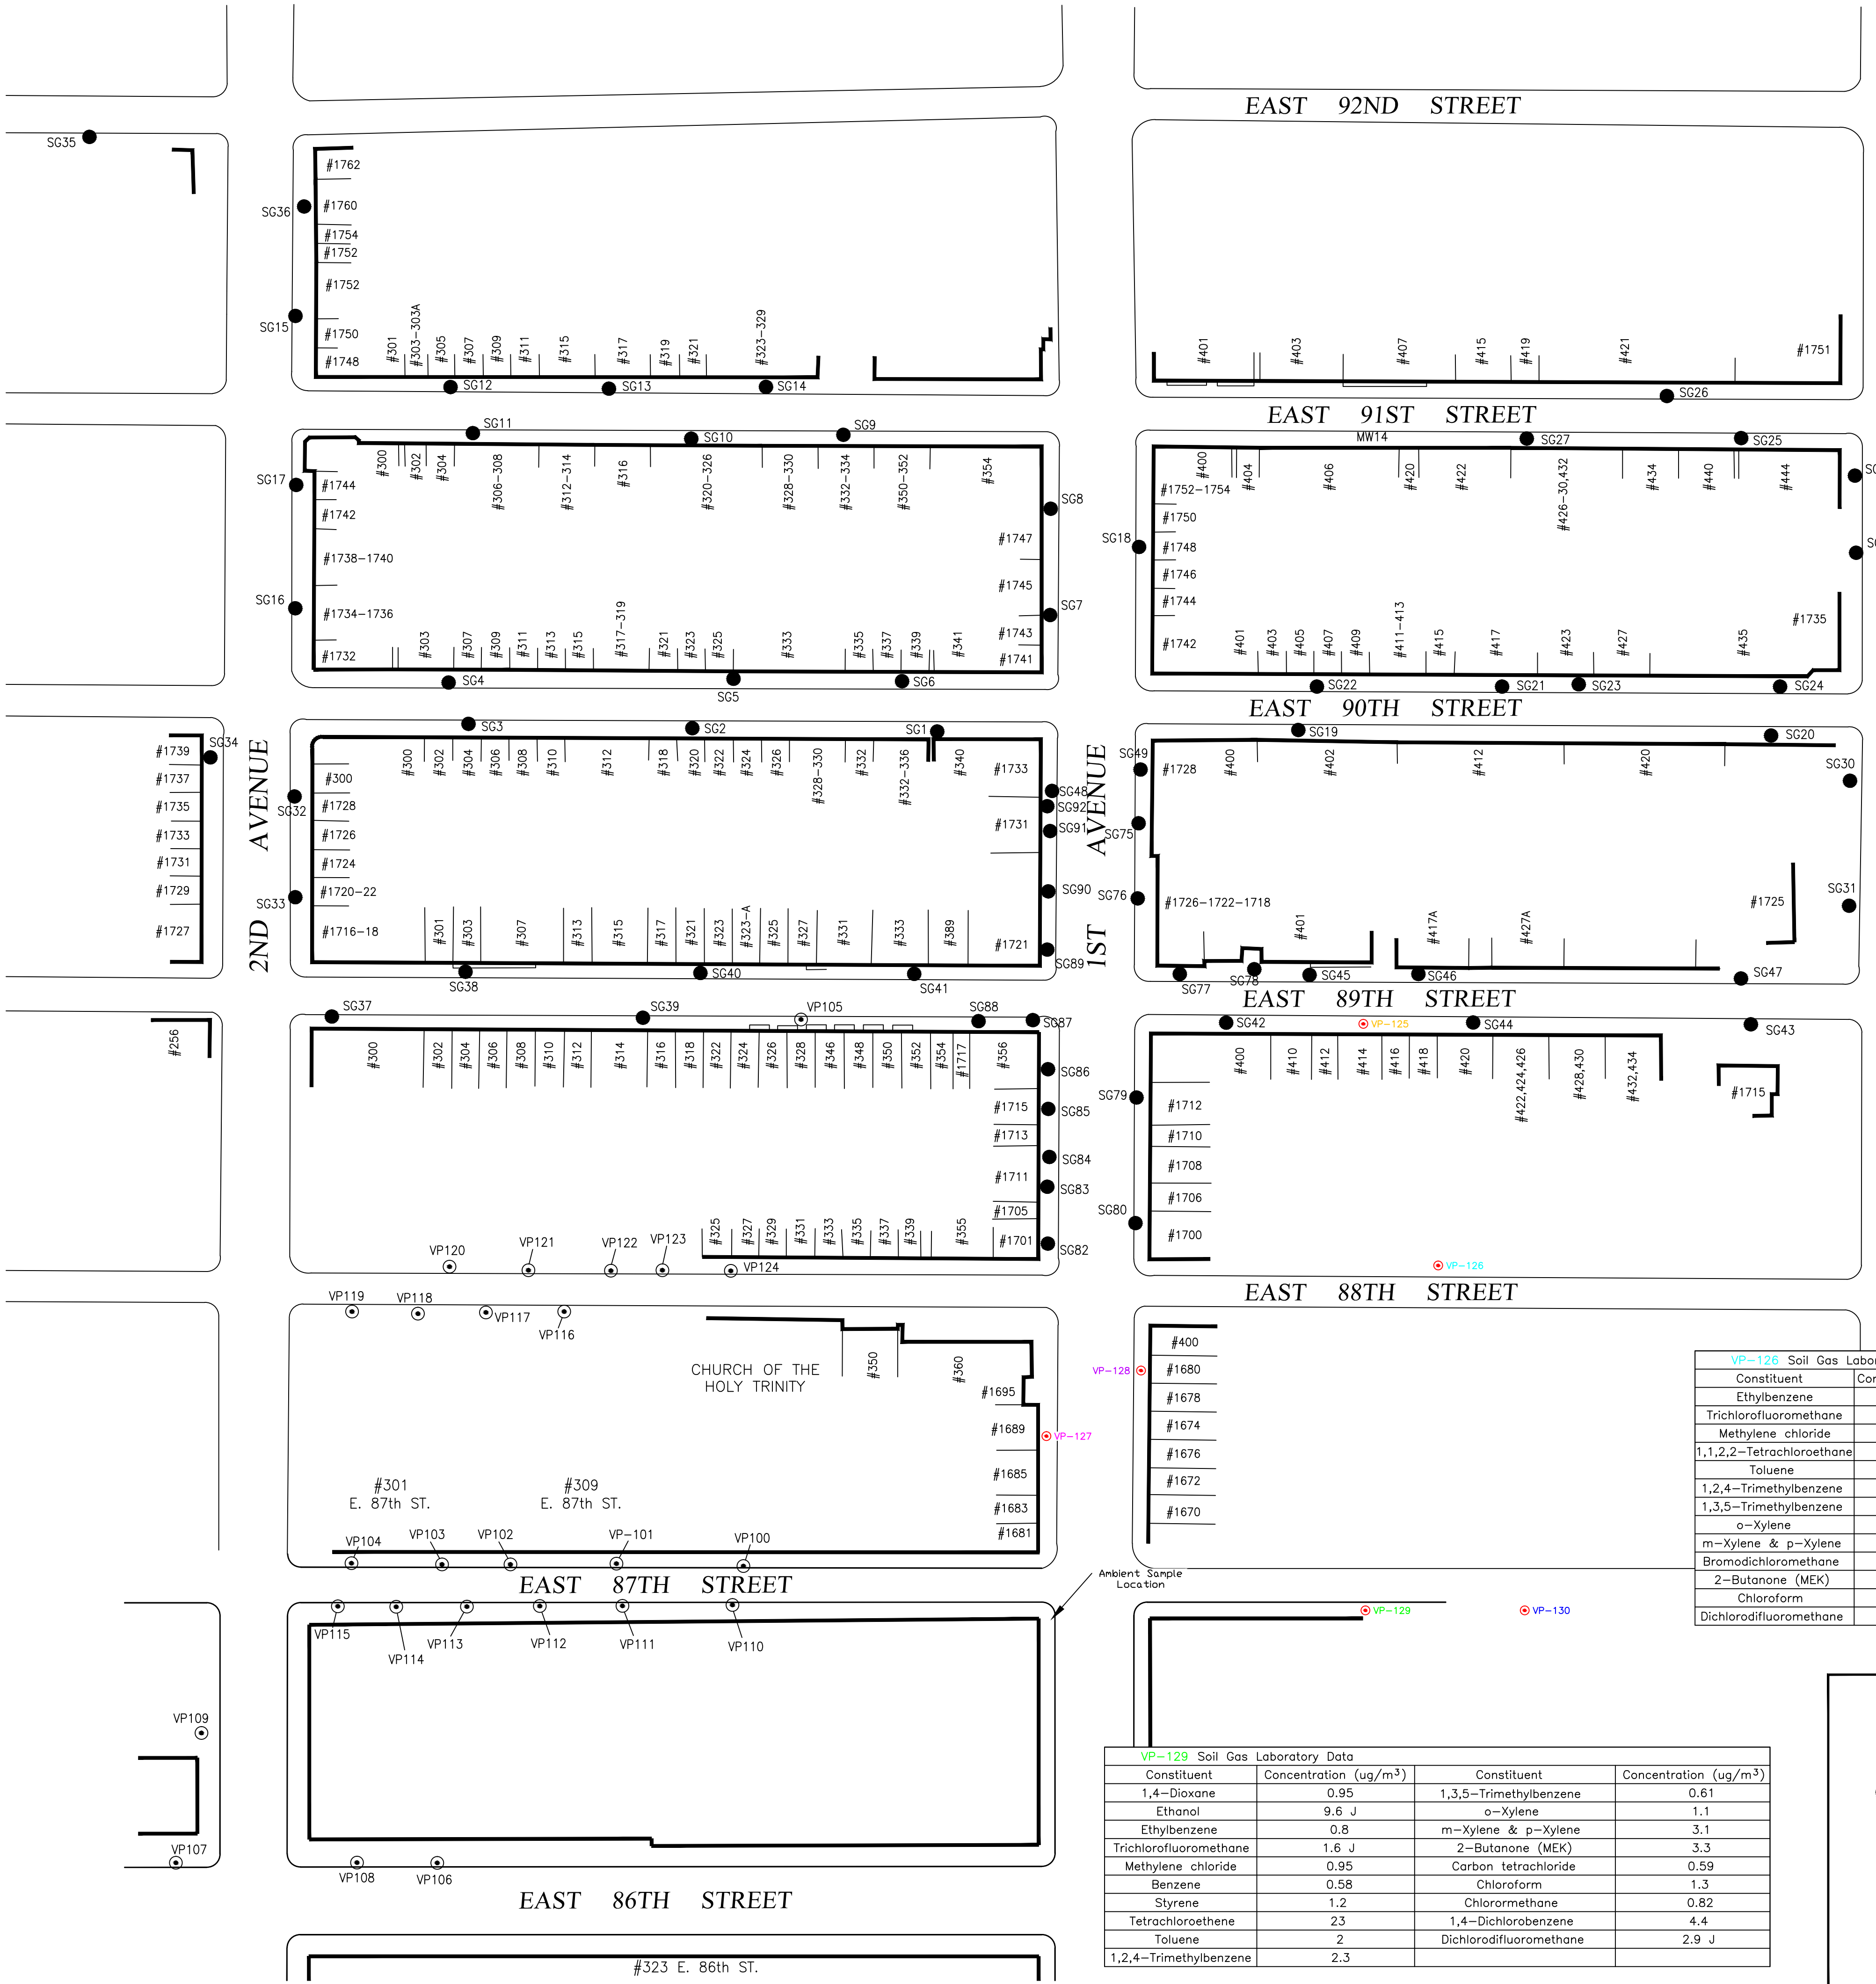 EAST 92ND STREET
SG35
#1762
SG36
#1760
#1754
#1752
#1752
SG15
#1750
#1748
#301
#303-303A
#305
#307
#309
#311
#315
#317
#319
#321
#323-329
#401
#403
#407
#415
#419
#421
#1751
SG12
SG13
SG14
SG26
EAST 91ST STREET
SG11
SG10
SG9
MW14
SG27
SG25
#300
#302
#304
#306-308
#312-314
#316
#320-326
#328-330
#332-334
#350-352
#354
#400
#404
#406
#420
#422
#426-30,432
#434
#440
#444
SG17
#1744
#1742
#1738-1740
SG16
#1734-1736
#1732
SG8
#1747
#1745
SG7
#1743
#1741
#1752-1754
#1750
SG18
#1748
#1746
#1744
#1742
#1735
#303
#307
#309
#311
#313
#315
#317-319
#321
#323
#325
#333
#335
#337
#339
#341
#401
#403
#405
#407
#409
#411-413
#415
#417
#423
#427
#435
SG4
SG5
SG6
SG22
SG21
SG23
SG24
EAST 90TH STREET
SG3
SG2
SG1
SG19
SG20
SG34
#1739
#1737
#1735
#1733
#1731
#1729
#1727
2ND AVENUE
#300
#302
#304
#306
#308
#310
#312
#318
#320
#322
#324
#326
#328-330
#332
#332-336
#340
#300
SG32
#1728
#1726
#1724
SG33
#1720-22
#1716-18
#1733
SG48
SG92
#1731
SG91
SG90
#1721
SG89
1ST AVENUE
SG49
#1728
SG75
SG76
#1726-1722-1718
#400
#402
#412
#420
SG30
SG31
#1725
#301
#303
#307
#313
#315
#317
#321
#323
#323-A
#325
#327
#331
#333
#389
#401
#417A
#427A
SG38
SG40
SG41
SG77
SG78
SG45
SG46
SG47
EAST 89TH STREET
SG37
SG39
VP105
SG88
SG87
SG42
VP-125
SG44
SG43
#256
#300
#302
#304
#306
#308
#310
#312
#314
#316
#318
#322
#324
#326
#328
#346
#348
#350
#352
#354
#1717
#356
#400
#410
#412
#414
#416
#418
#420
#422,424,426
#428,430
#432,434
#1715
SG86
#1715
SG85
#1713
SG84
#1711
SG83
#1705
#1701
SG82
SG79
#1712
#1710
#1708
#1706
SG80
#1700
#325
#327
#329
#331
#333
#335
#337
#339
#355
VP120
VP121
VP122
VP123
VP124
VP-126
EAST 88TH STREET
VP119
VP118
VP117
VP116
CHURCH OF THE
HOLY TRINITY
#350
#360
#1695
#1689
VP-127
#1685
#1683
#1681
VP-128
#400
#1680
#1678
#1674
#1676
#1672
#1670
#301
E. 87th ST.
#309
E. 87th ST.
VP104
VP103
VP102
VP-101
VP100
EAST 87TH STREET
Ambient Sample
Location
VP-126 Soil Gas Labo
Constituent
Ethylbenzene
Trichlorofluoromethane
Methylene chloride
1,1,2,2-Tetrachloroethane
Toluene
1,2,4-Trimethylbenzene
1,3,5-Trimethylbenzene
o-Xylene
m-Xylene & p-Xylene
Bromodichloromethane
2-Butanone (MEK)
Chloroform
Dichlorodifluoromethane
VP115
VP114
VP113
VP112
VP111
VP110
VP-129
VP-130
VP109
VP107
VP108
VP106
EAST 86TH STREET
#323 E. 86th ST.
VP-129 Soil Gas Laboratory Data
Constituent Concentration (ug/m³) Constituent Concentration (ug/m³)
1,4-Dioxane 0.95 1,3,5-Trimethylbenzene 0.61
Ethanol 9.6 J o-Xylene 1.1
Ethylbenzene 0.8 m-Xylene & p-Xylene 3.1
Trichlorofluoromethane 1.6 J 2-Butanone (MEK) 3.3
Methylene chloride 0.95 Carbon tetrachloride 0.59
Benzene 0.58 Chloroform 1.3
Styrene 1.2 Chlorormethane 0.82
Tetrachloroethene 23 1,4-Dichlorobenzene 4.4
Toluene 2 Dichlorodifluoromethane 2.9 J
1,2,4-Trimethylbenzene 2.3